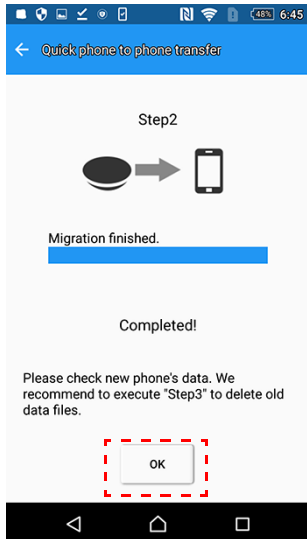 48% 6:45
Quick phone to phone transfer
Step2
Migration finished.
Completed!
Please check new phone's data. We
recommend to execute "Step3" to delete old
data files.
OK